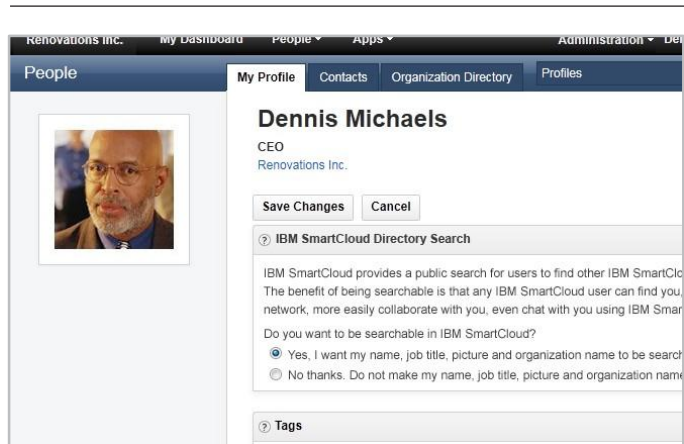 Renovations Inc. My Dashboard People Apps Administration
People My Profile Contacts Organization Directory Profiles
Dennis Michaels
CEO
Renovations Inc.
Save Changes Cancel
? IBM SmartCloud Directory Search
IBM SmartCloud provides a public search for users to find other IBM
The benefit of being searchable is that any IBM SmartCloud user can find you,
network, more easily collaborate with you, even chat with you using IBM
Do you want to be searchable in IBM SmartCloud?
Yes, I want my name, job title, picture and organization name to be
No thanks. Do not make my name, job title, picture and organization name
? Tags